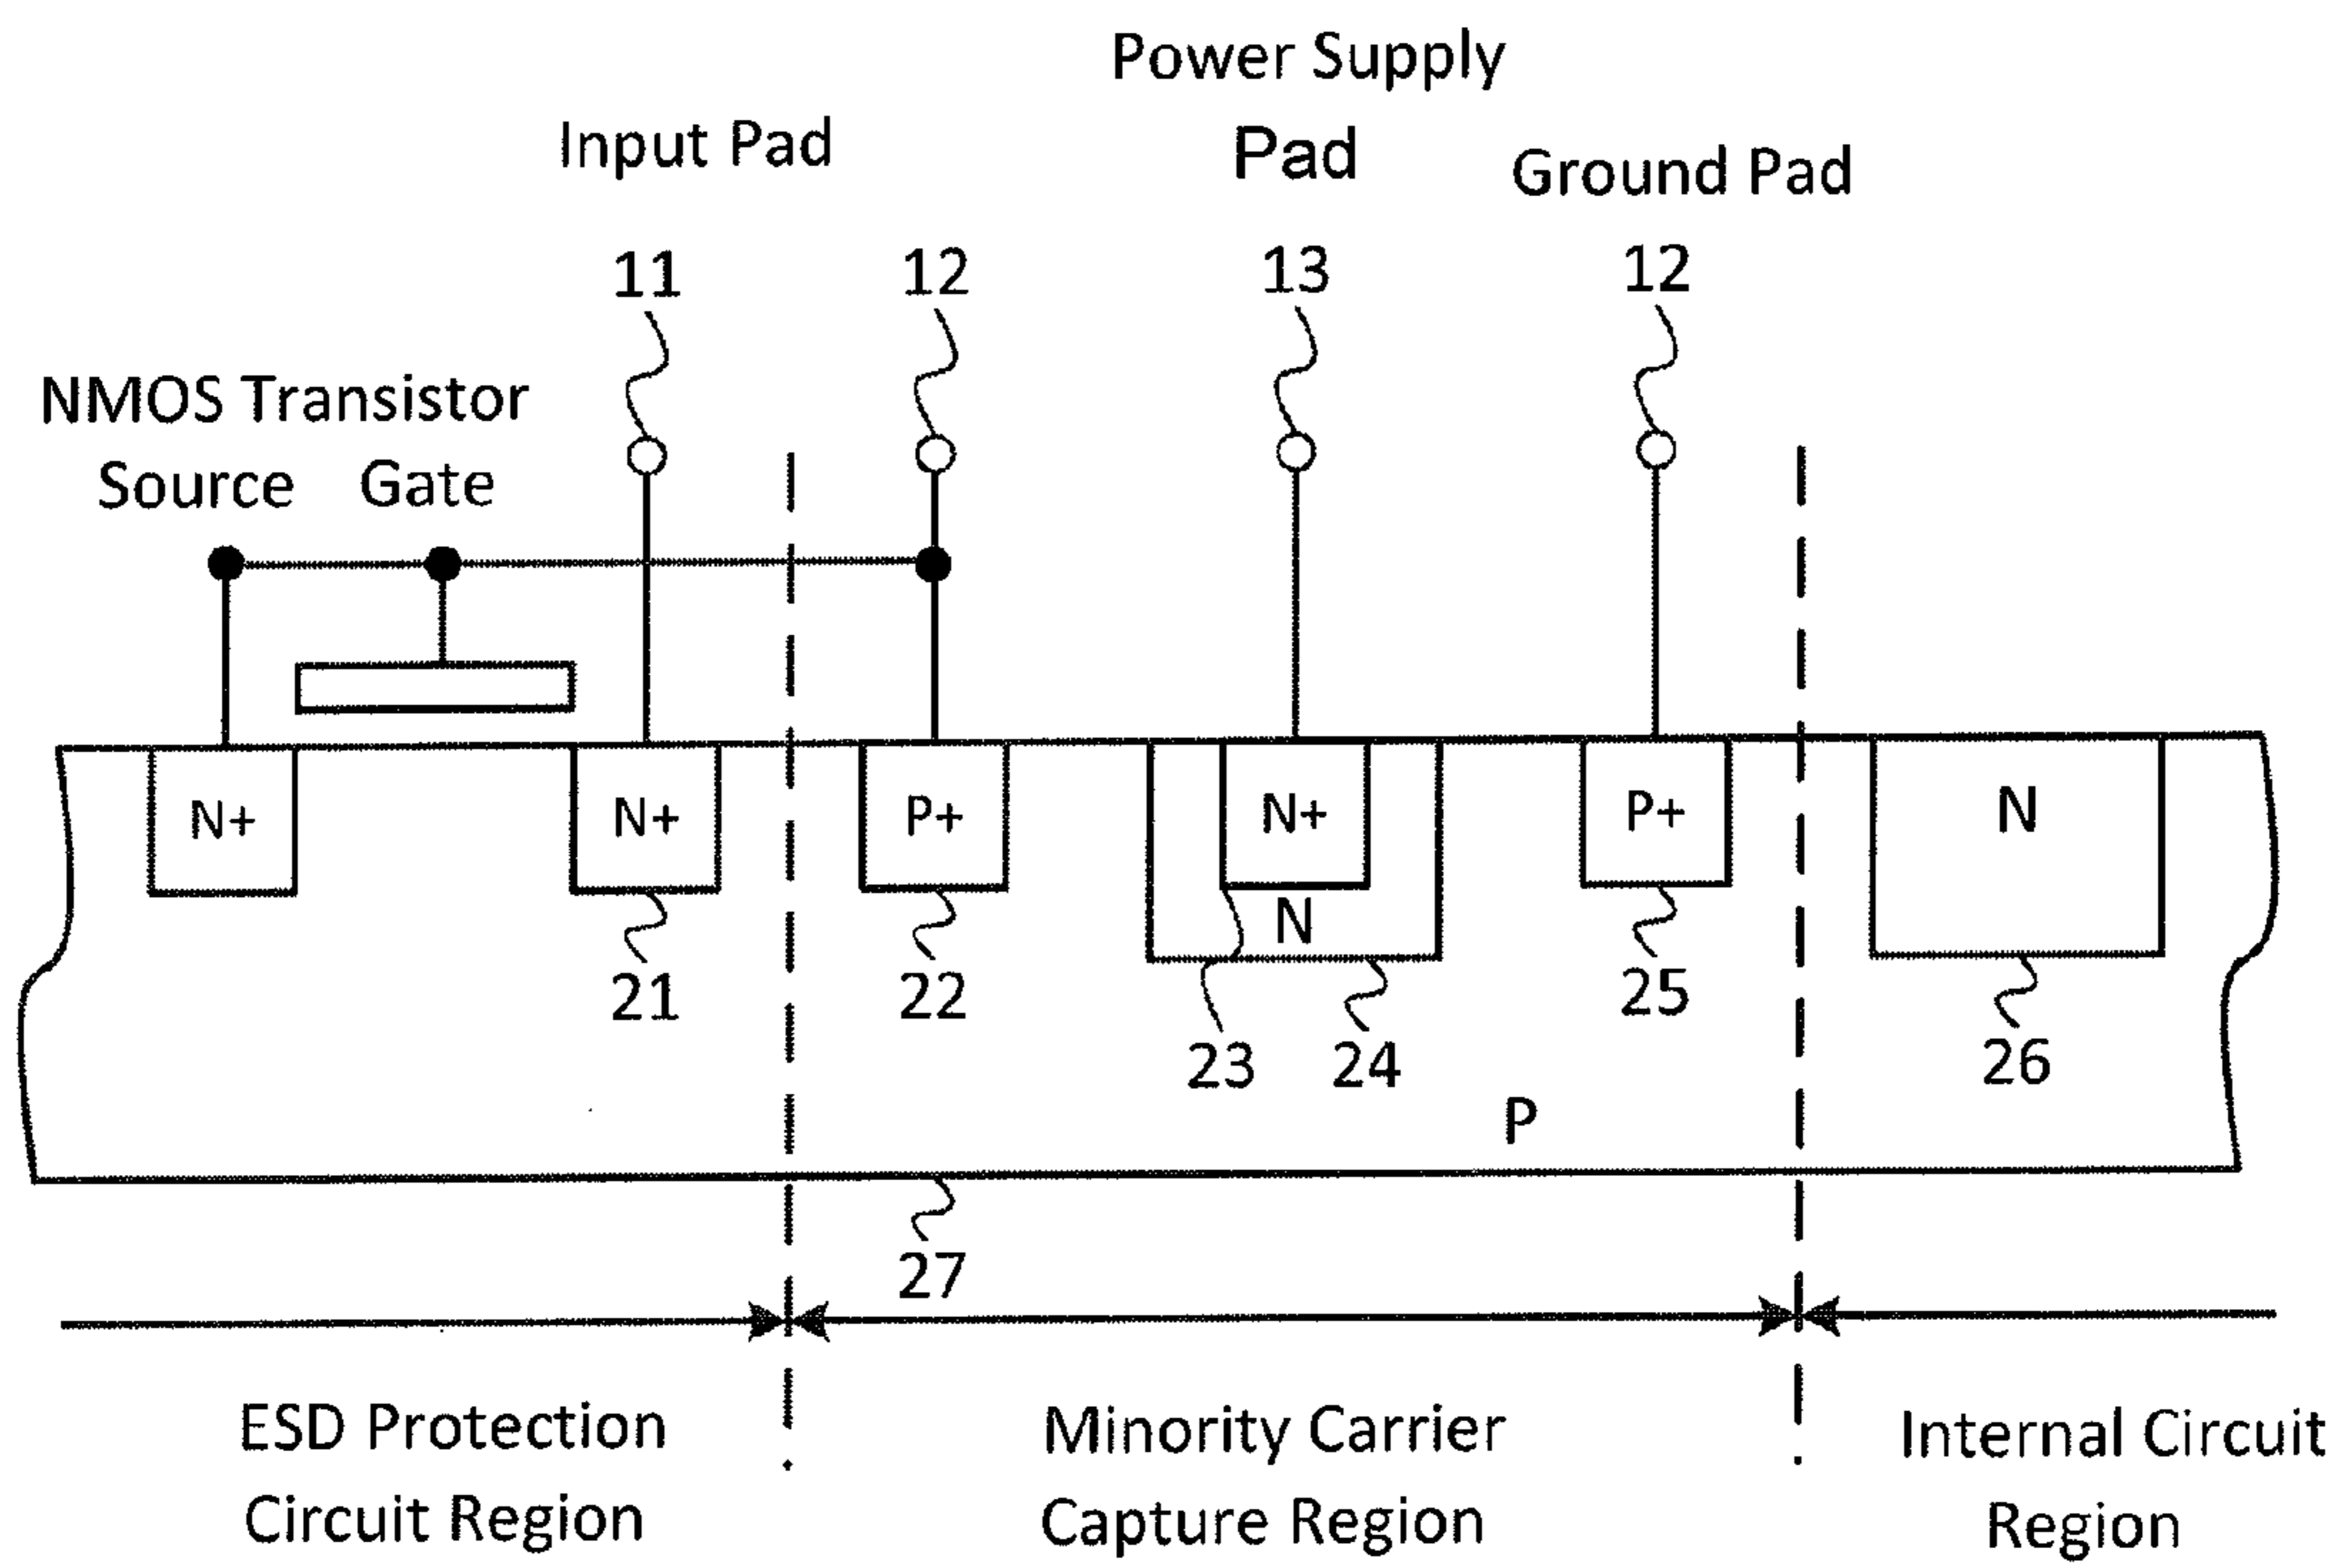 Power Supply
Input Pad
Pad
Ground Pad
11
12
13
12
NMOS Transistor
Source Gate
N+
N+
P+
N+
P+
N
N
21
22
25
23
24
26
P
27
ESD Protection
Circuit Region
Minority Carrier
Capture Region
Internal Circuit
Region